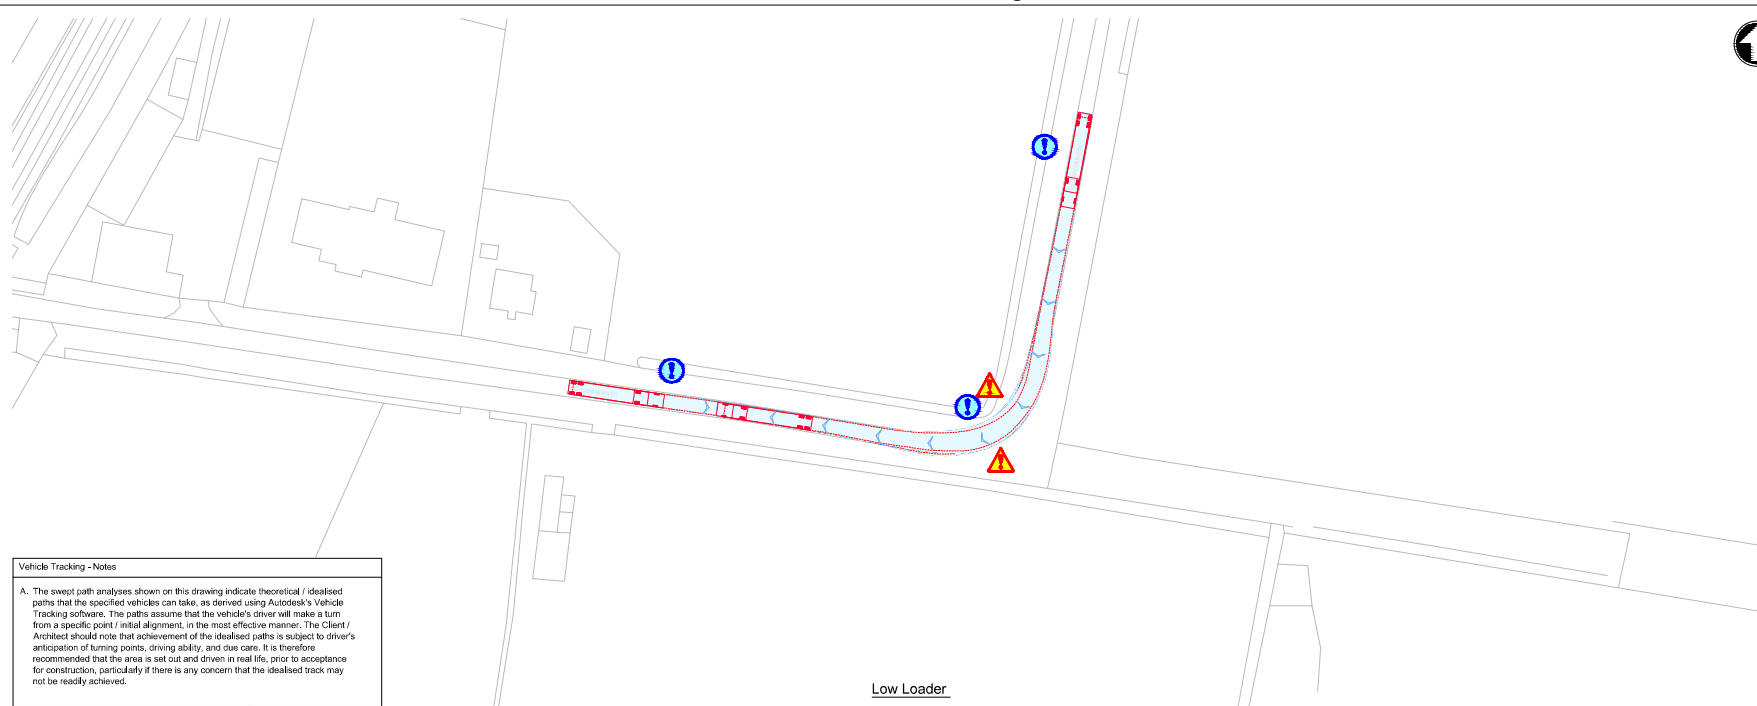 Vehicle Tracking - Notes
A. The swept path analyses shown on this drawing indicate theoretical / idealised
paths that the specified vehicles can take, as derived using Autodesk's Vehicle
Tracking software. The paths assume that the vehicle's driver will make a turn
from a specific point / initial alignment, in the most effective manner. The Client /
Architect should note that achievement of the idealised paths is subject to driver's
anticipation of turning points, driving ability, and due care. It is therefore
recommended that the area is set out and driven in real life, prior to acceptance
for construction, particularly if there is any concern that the idealised track may
not be readily achieved.
Low Loader